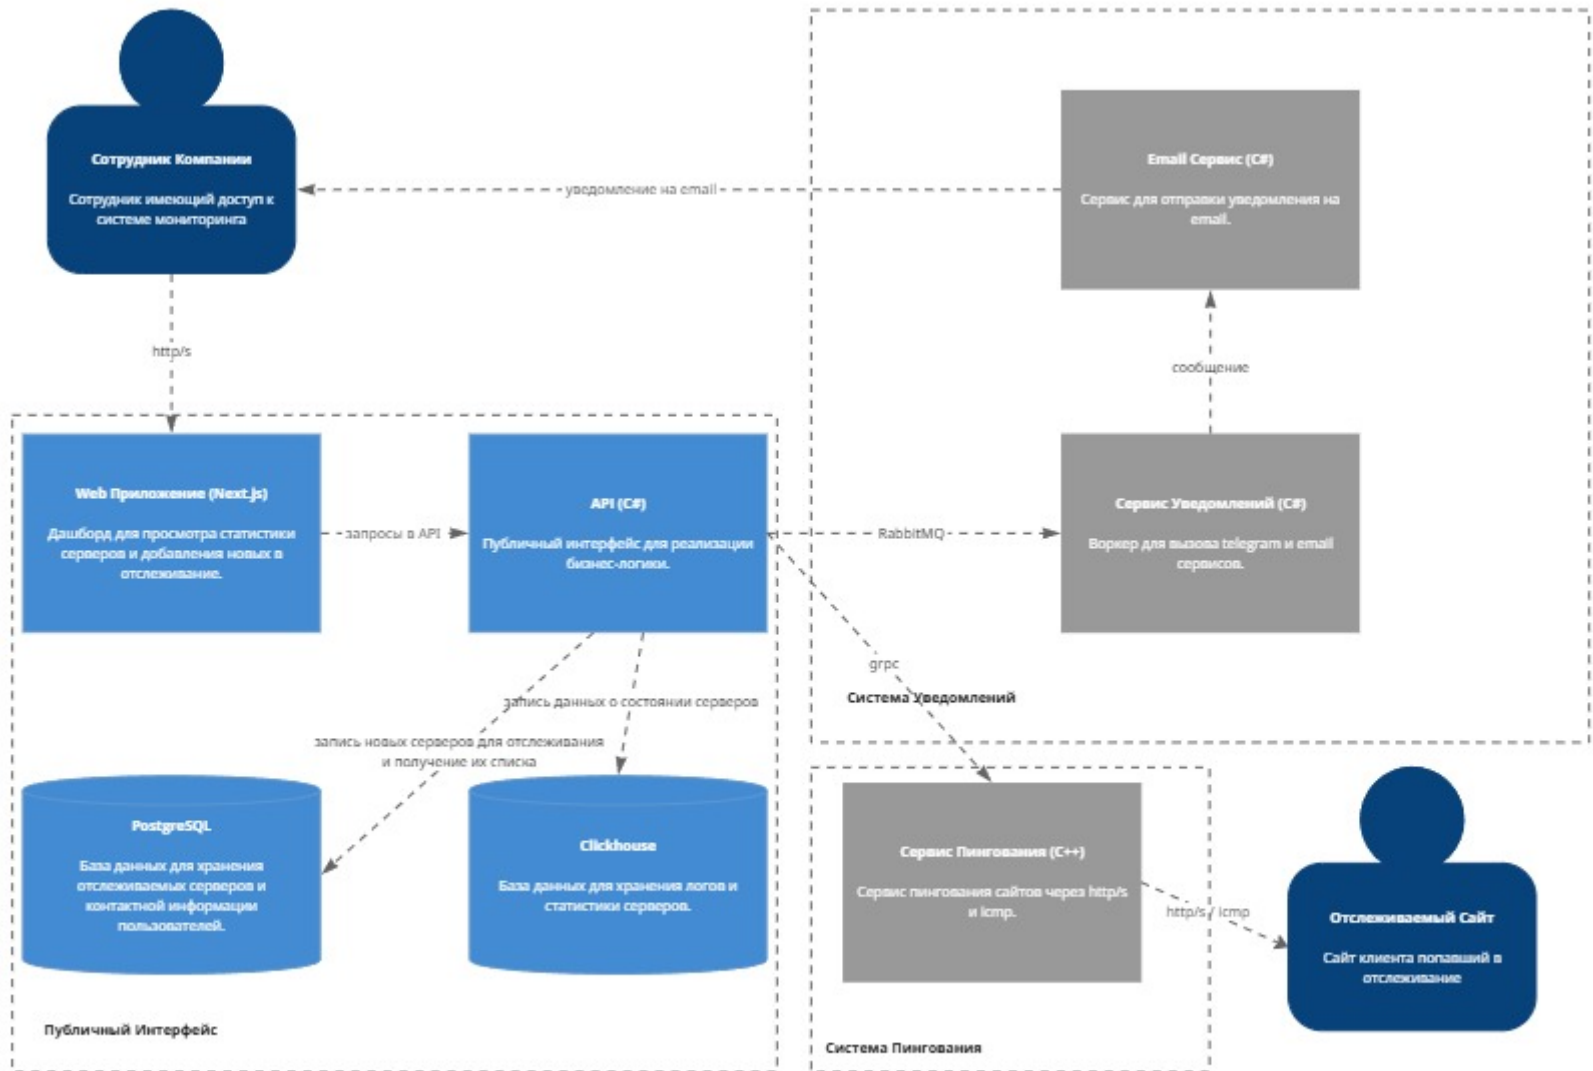 Сотрудник Компании
Сотрудник имеющий доступ к
системе мониторинга
уведомление на email
Email Сервис (C#)
Сервис для отправки уведомления на
email.
http/s
сообщение
Web Приложение (Next.js)
Дашборд для просмотра статистики
серверов и добавления новых в
отслеживание.
запросы в API
API (C#)
Публичный интерфейс для реализации
бизнес-логики.
RabbitMQ
Сервис Уведомлений (C#)
Воркер для вызова telegram и email
сервисов.
grpc
Система Уведомлений
запись данных о состоянии серверов
запись новых серверов для отслеживания
и получение их списка
PostgreSQL
База данных для хранения
отслеживаемых серверов и
контактной информации
пользователей.
Clickhouse
База данных для хранения логов и
статистики серверов.
Сервис Пингования (C++)
Сервис пингования сайтов через http/s
и icmp.
http/s / icmp
Отслеживаемый Сайт
Сайт клиента попавший в
отслеживание
Публичный Интерфейс
Система Пингования